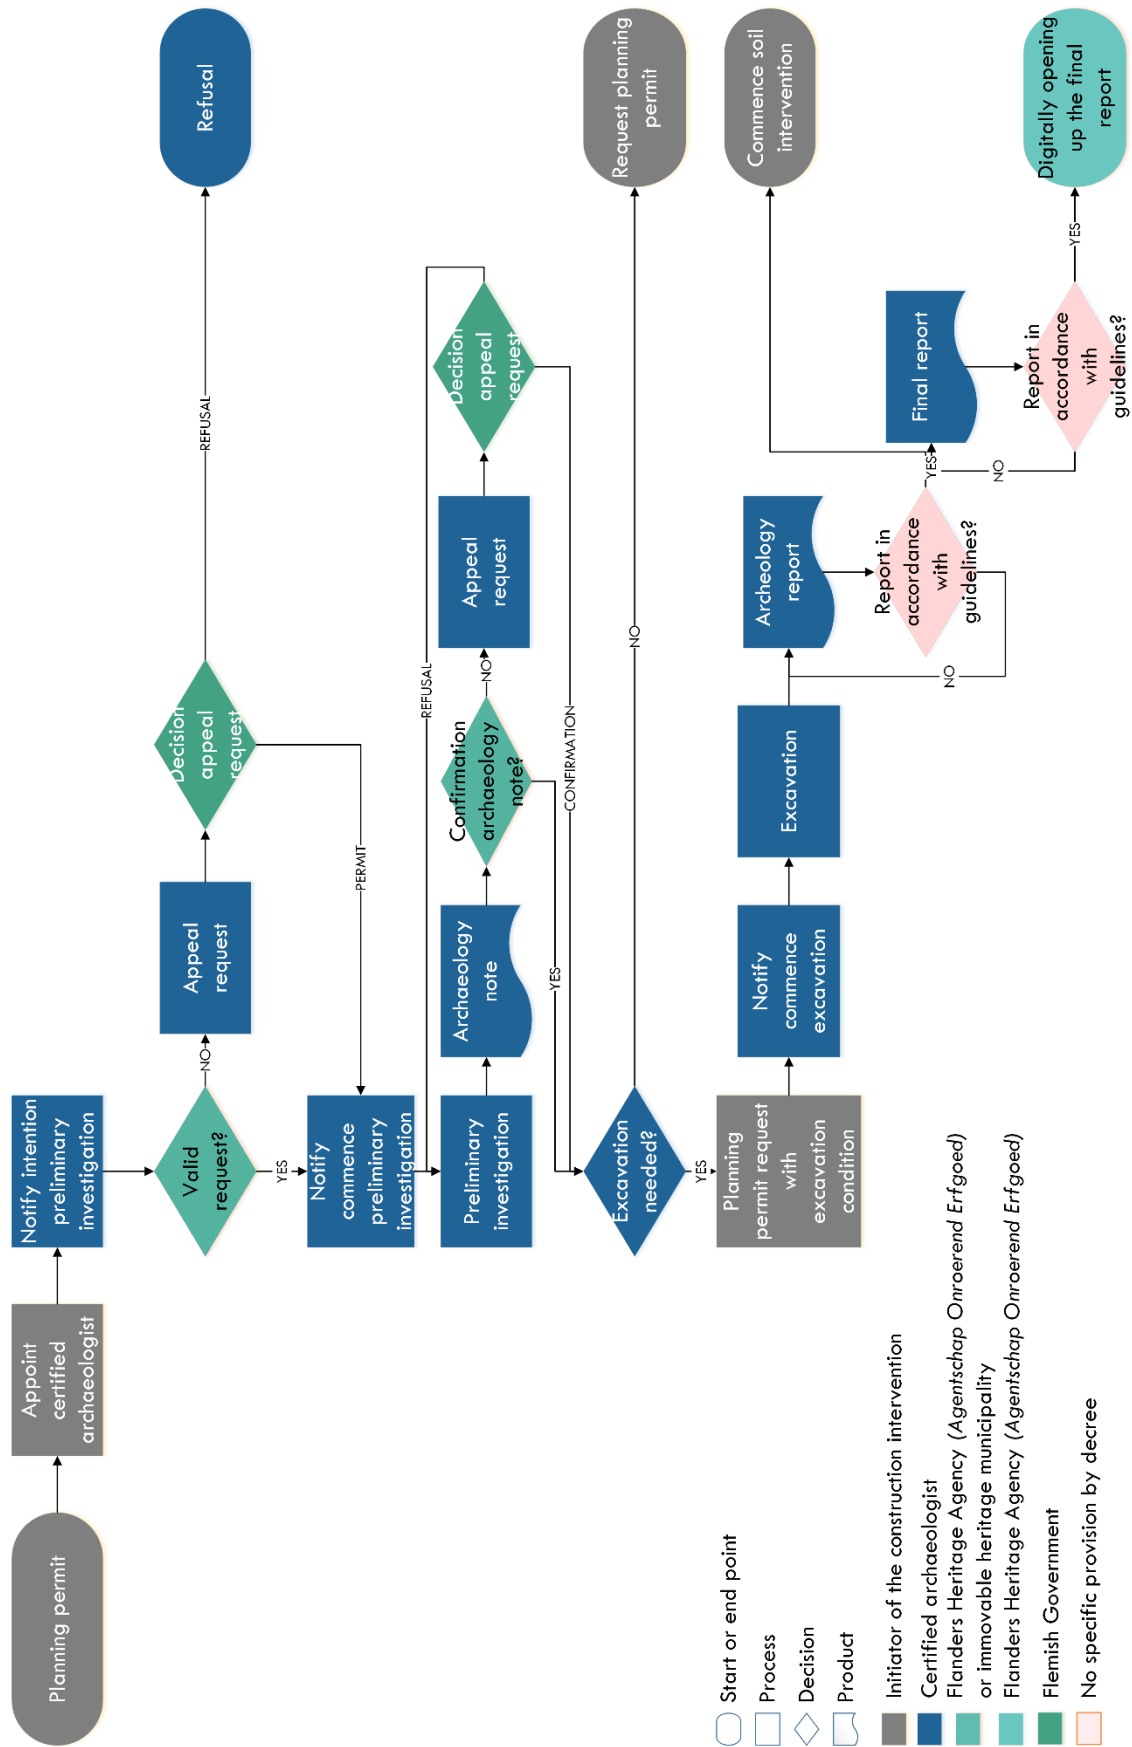 Planning permit
Appoint
certified
archaeologist
Notify intention
preliminary
investigation
Valid
request?
NO
Appeal
request
Decision
appeal
request
REFUSAL
Refusal
YES
PERMIT
Notify
commence
preliminary
investigation
Preliminary
investigation
Archaeology
note
Confirmation
archaeology
note?
NO
Appeal
request
Decision
appeal
request
REFUSAL
YES
CONFIRMATION
Excavation
needed?
NO
Request planning
permit
YES
Planning
permit request
with
excavation
condition
Notify
commence
excavation
Excavation
Archeology
report
Report in
accordance
with
guidelines?
NO
YES
Commence soil
intervention
Final report
Report in
accordance
with
guidelines?
NO
YES
Digitally opening
up the final
report
Start or end point
Process
Decision
Product
Initiator of the construction intervention
Certified archaeologist
Flanders Heritage Agency (Agentschap Onroerend Erfgoed)
or immovable heritage municipality
Flanders Heritage Agency (Agentschap Onroerend Erfgoed)
Flemish Government
No specific provision by decree